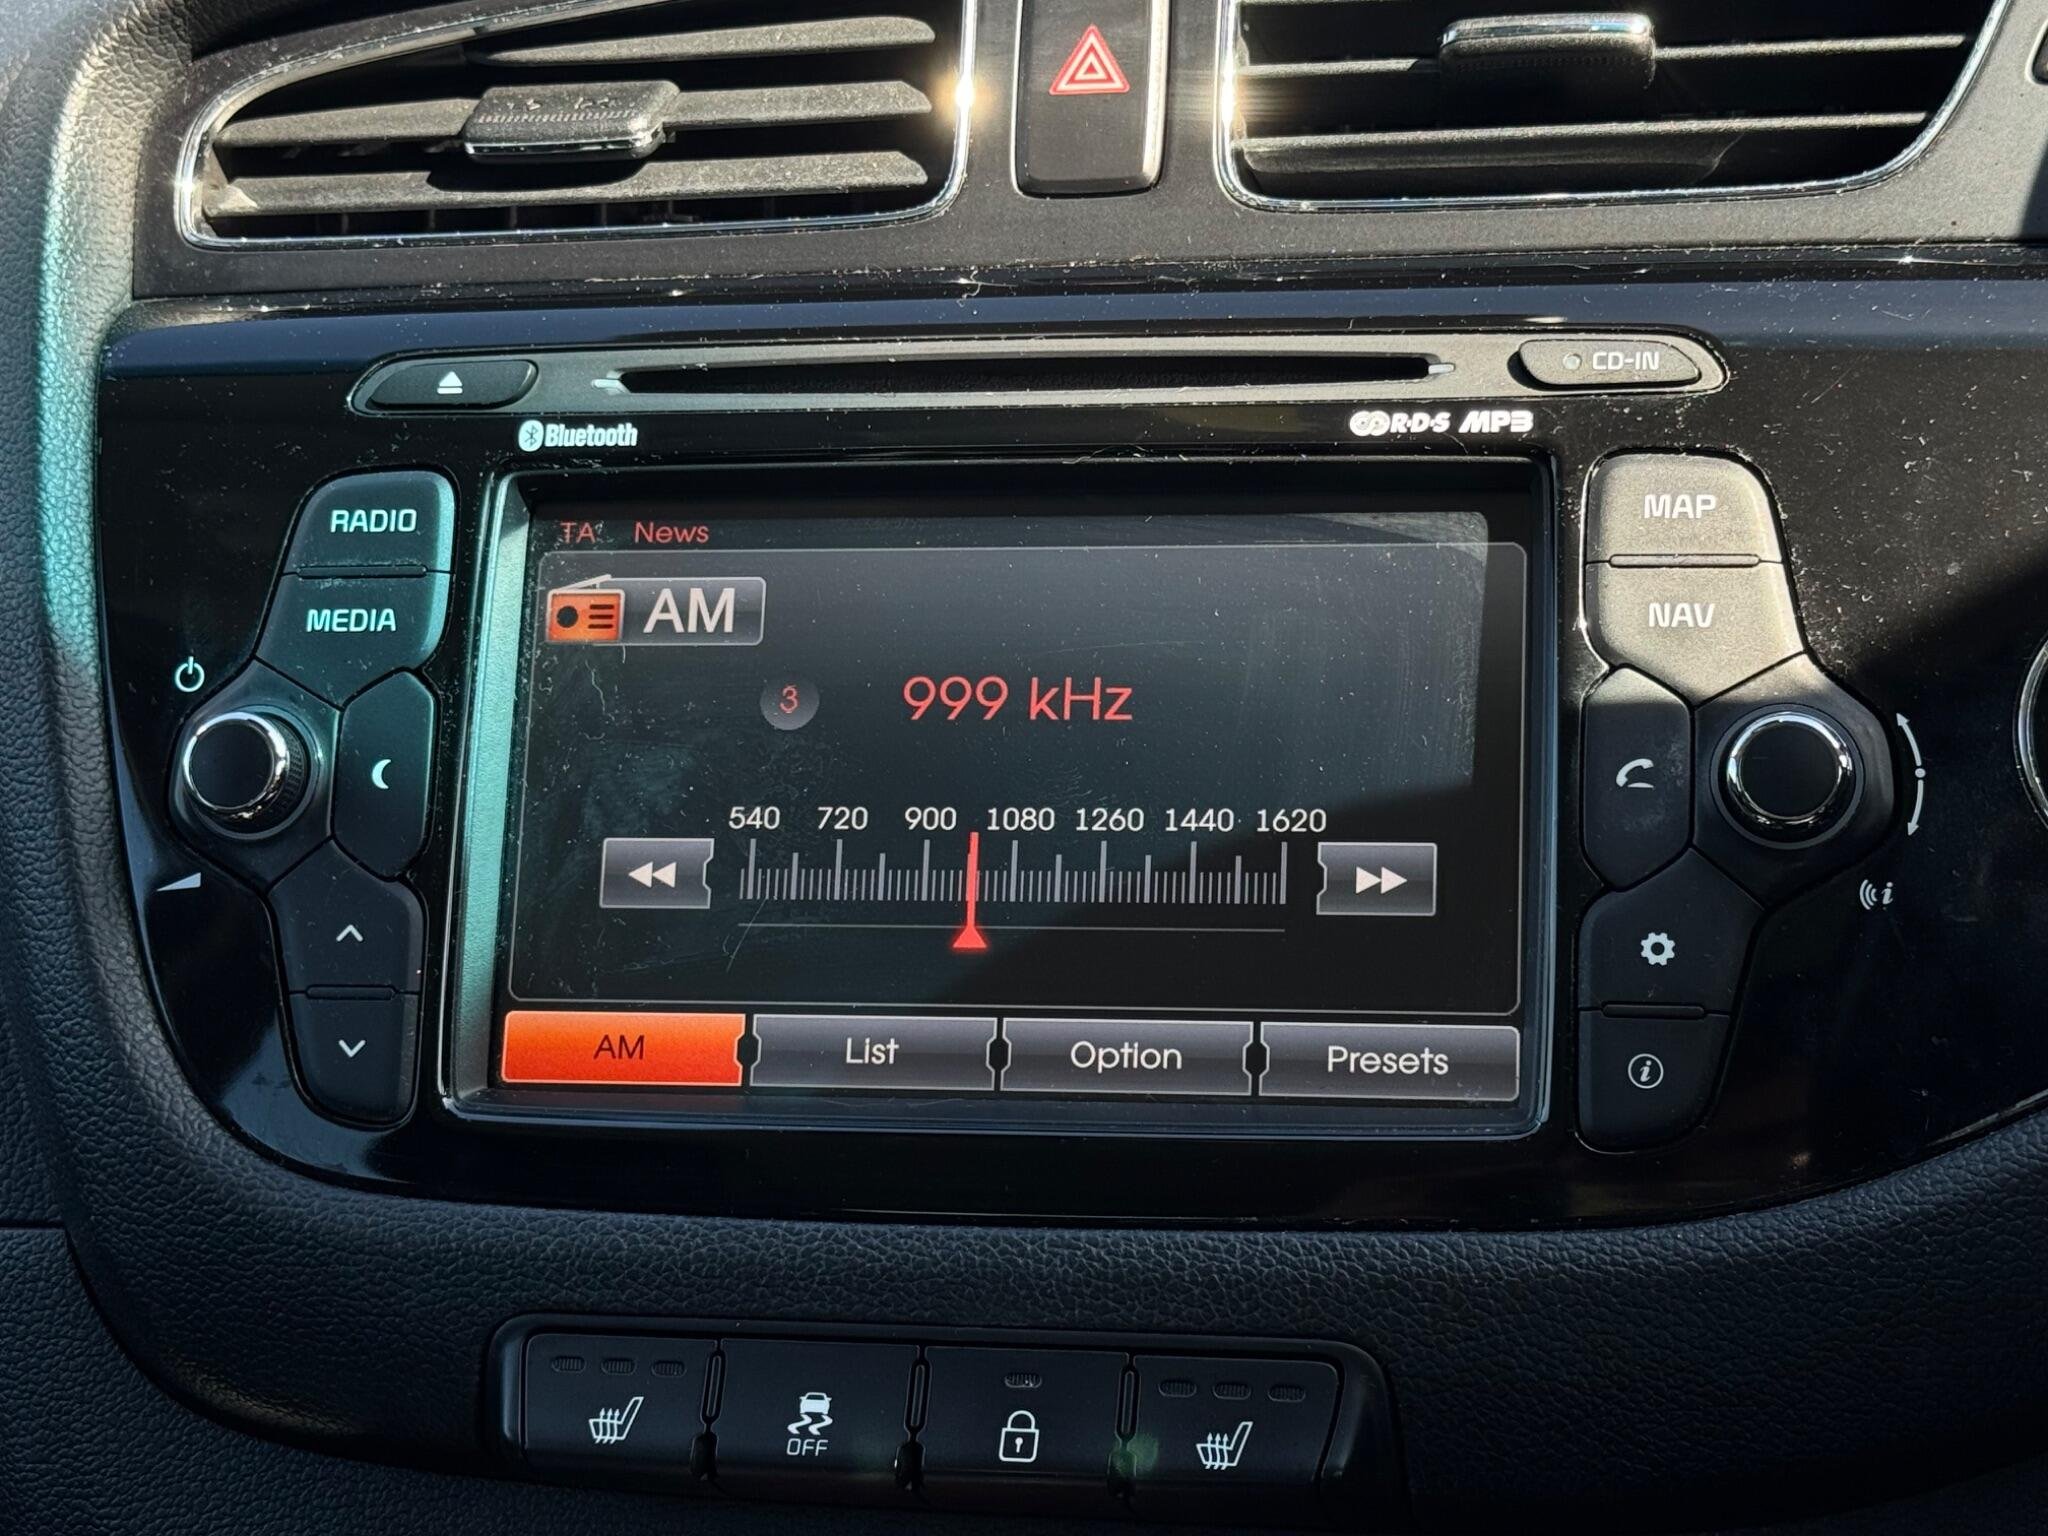 CD-IN
Bluetooth
R·D·S MP3
RADIO
MEDIA
TA News
AM
3 999 kHz
540 720 900 1080 1260 1440 1620
AM List Option Presets
MAP
NAV
OFF